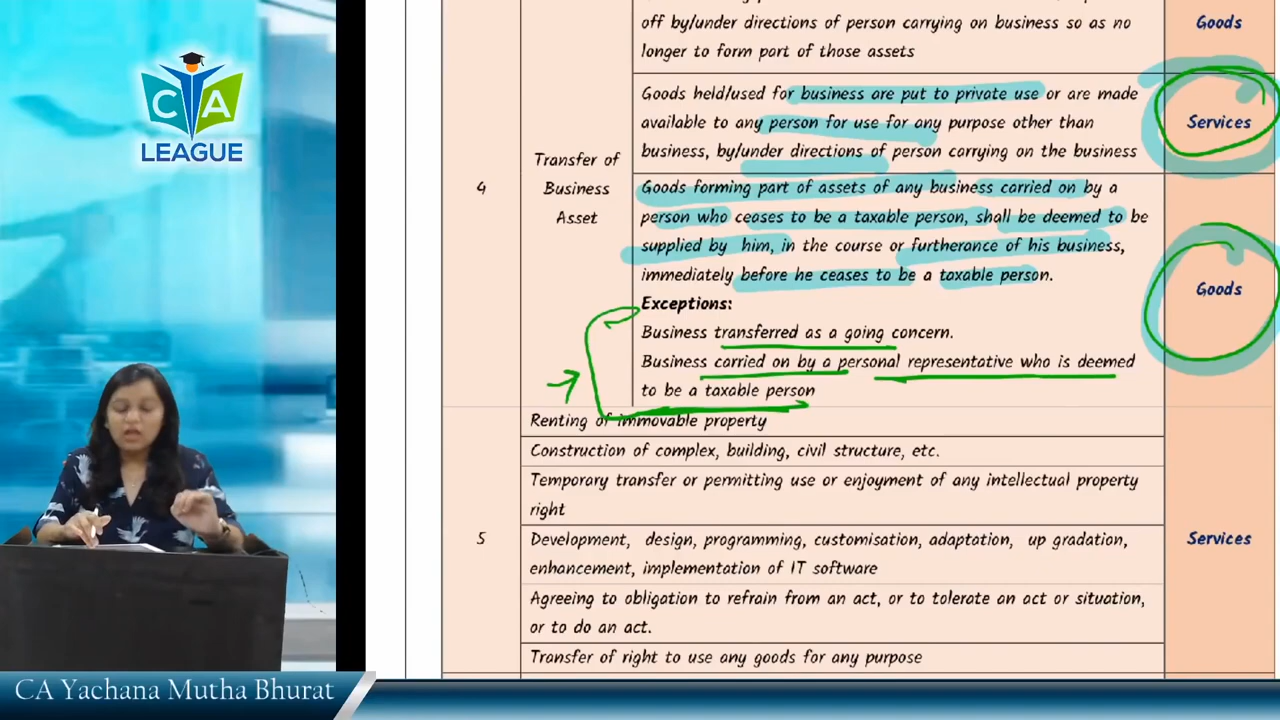 CA
LEAGUE
CA Yachana Mutha Bhurat
off by/under directions of person carrying on business so as no
longer to form part of those assets
Goods
Goods held/used for business are put to private use or are made
available to any person for use for any purpose other than
business, by/under directions of person carrying on the business
Services
4
Transfer of
Business
Asset
Goods forming part of assets of any business carried on by a
person who ceases to be a taxable person, shall be deemed to be
supplied by him, in the course or furtherance of his business,
immediately before he ceases to be a taxable person.
Exceptions:
Business transferred as a going concern.
Business carried on by a personal representative who is deemed
to be a taxable person
Goods
Renting of immovable property
Construction of complex, building, civil structure, etc.
Temporary transfer or permitting use or enjoyment of any intellectual property
right
5
Development, design, programming, customisation, adaptation, up gradation,
enhancement, implementation of IT software
Services
Agreeing to obligation to refrain from an act, or to tolerate an act or situation,
or to do an act.
Transfer of right to use any goods for any purpose